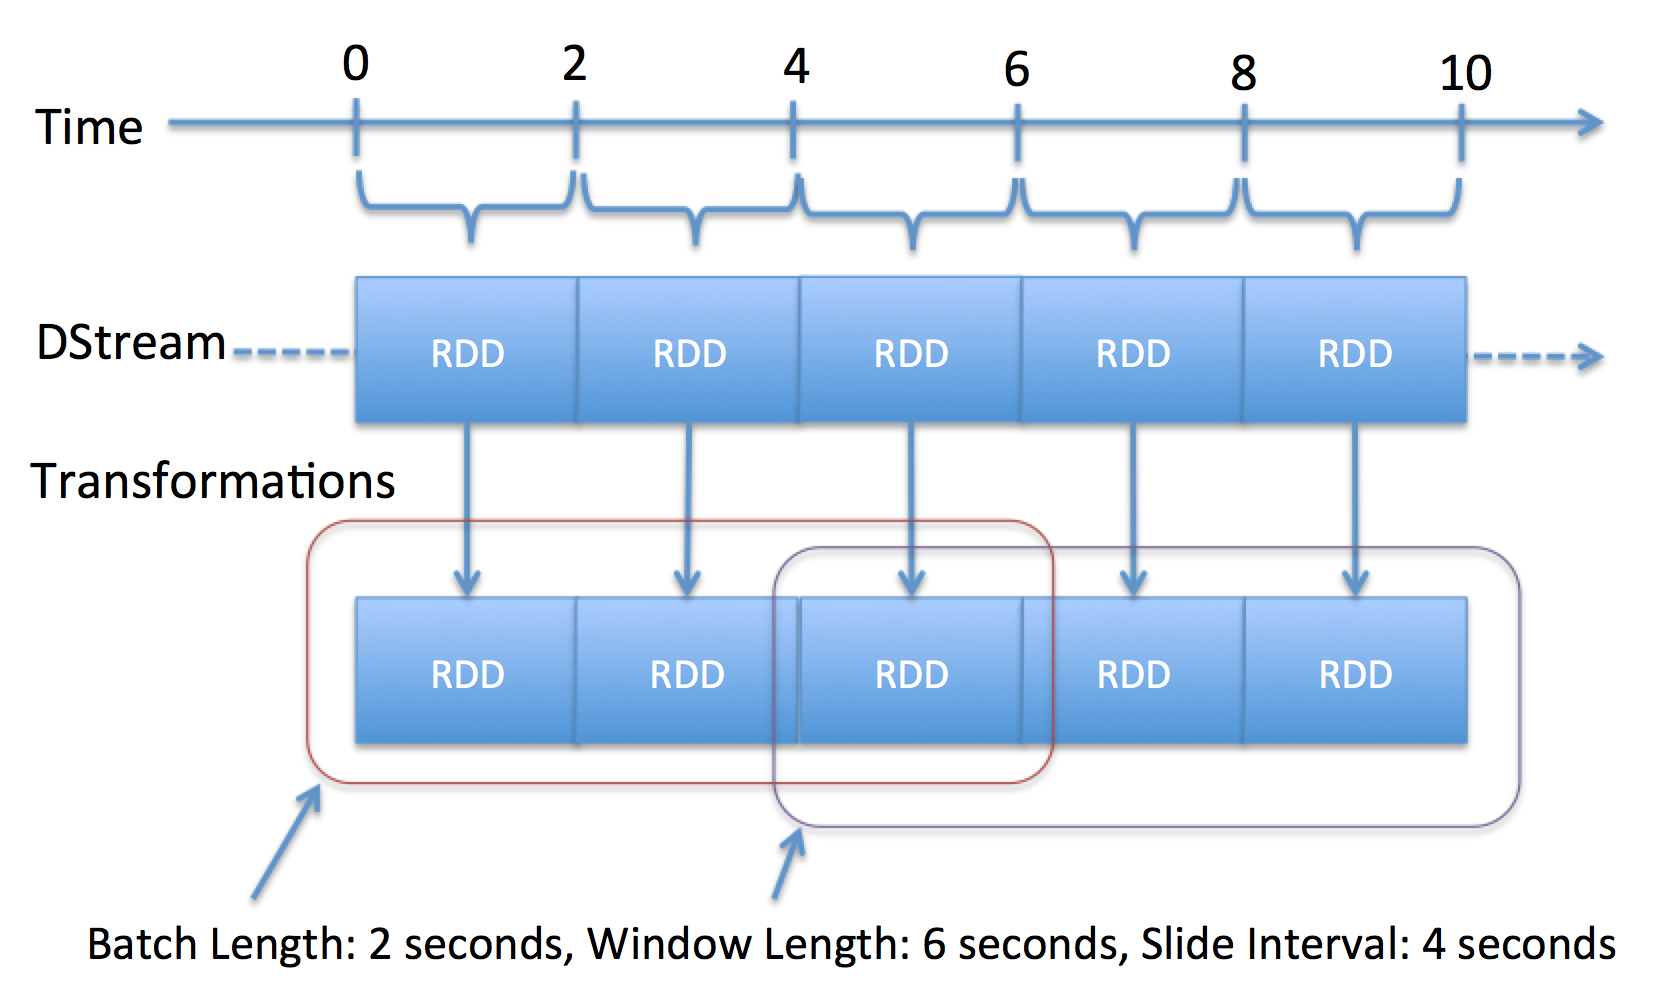 0 2 4 6 8 10
Time
DStream RDD RDD RDD RDD RDD
Transformations
RDD RDD RDD RDD RDD
Batch Length: 2 seconds, Window Length: 6 seconds, Slide Interval: 4 seconds